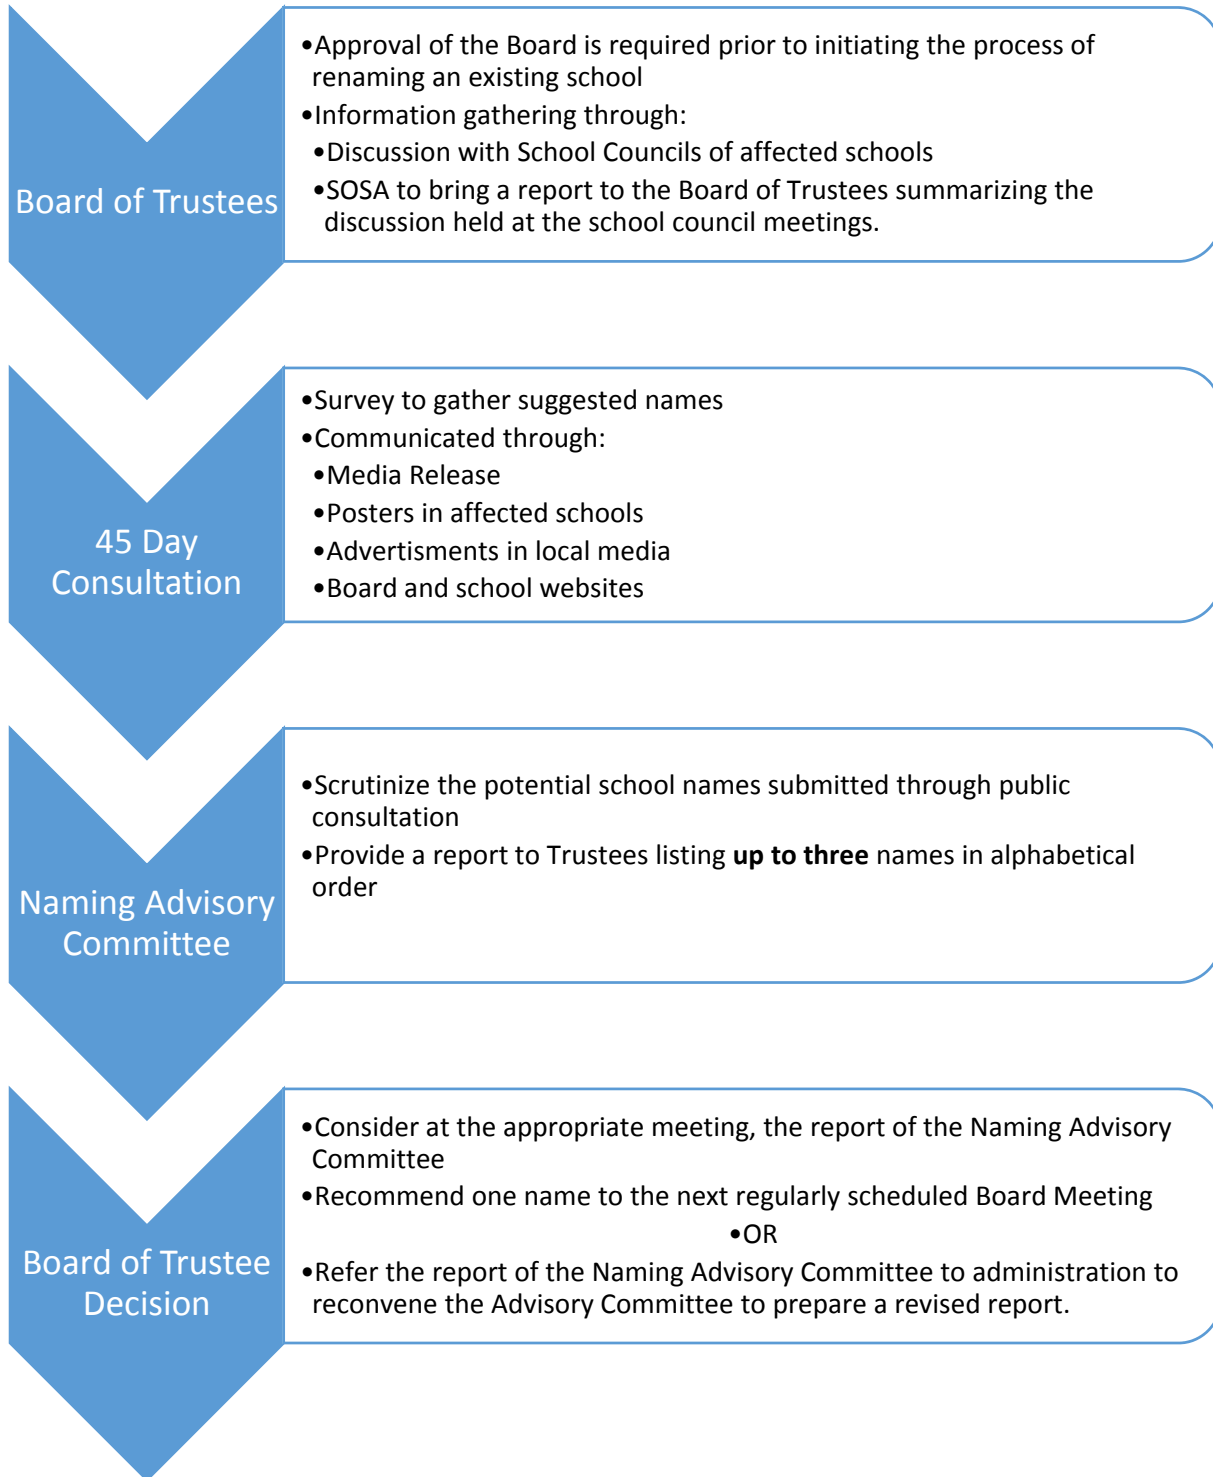 Board of Trustees
•Approval of the Board is required prior to initiating the process of
renaming an existing school
•Information gathering through:
•Discussion with School Councils of affected schools
•SOSA to bring a report to the Board of Trustees summarizing the
discussion held at the school council meetings.
45 Day
Consultation
•Survey to gather suggested names
•Communicated through:
•Media Release
•Posters in affected schools
•Advertisments in local media
•Board and school websites
Naming Advisory
Committee
•Scrutinize the potential school names submitted through public
consultation
•Provide a report to Trustees listing up to three names in alphabetical
order
Board of Trustee
Decision
•Consider at the appropriate meeting, the report of the Naming Advisory
Committee
•Recommend one name to the next regularly scheduled Board Meeting
•OR
•Refer the report of the Naming Advisory Committee to administration to
reconvene the Advisory Committee to prepare a revised report.